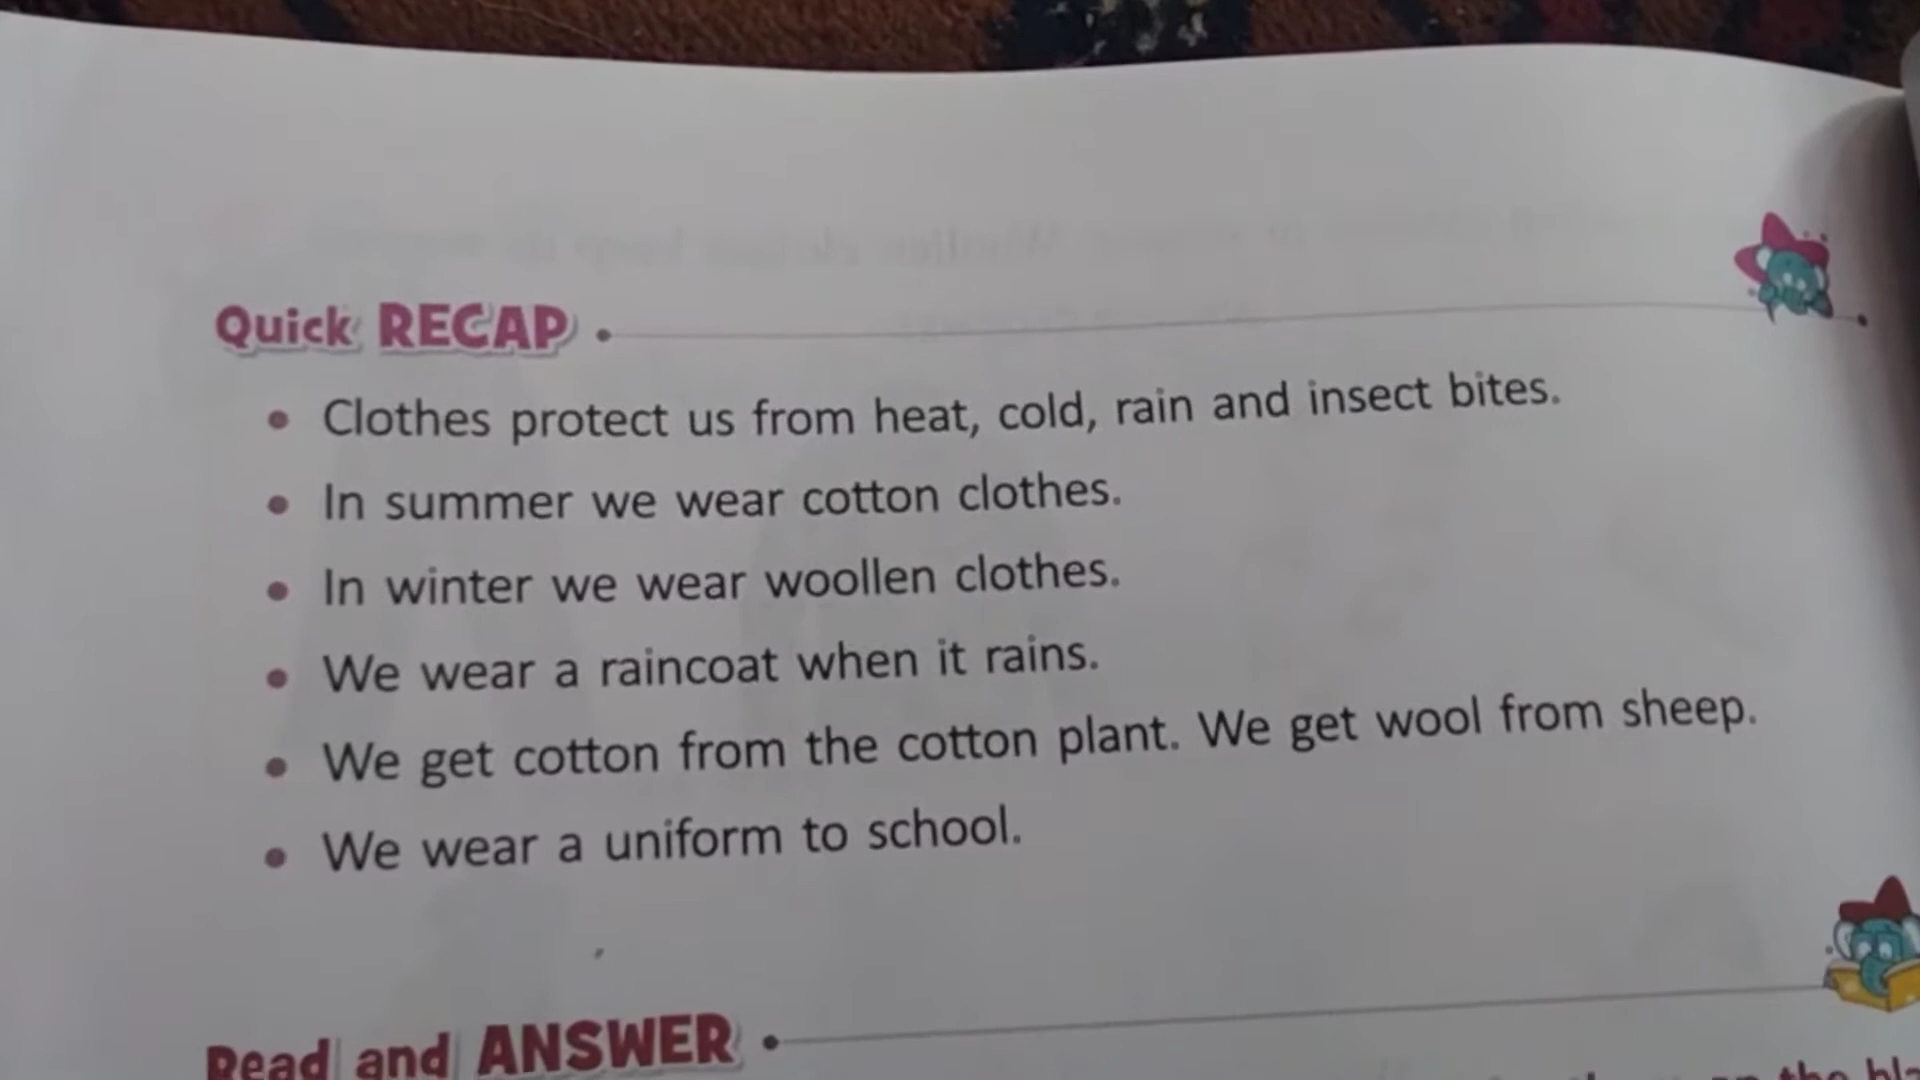 Quick RECAP
• Clothes protect us from heat, cold, rain and insect bites.
• In summer we wear cotton clothes.
• In winter we wear woollen clothes.
• We wear a raincoat when it rains.
• We get cotton from the cotton plant. We get wool from sheep.
• We wear a uniform to school.
Read and ANSWER
on the